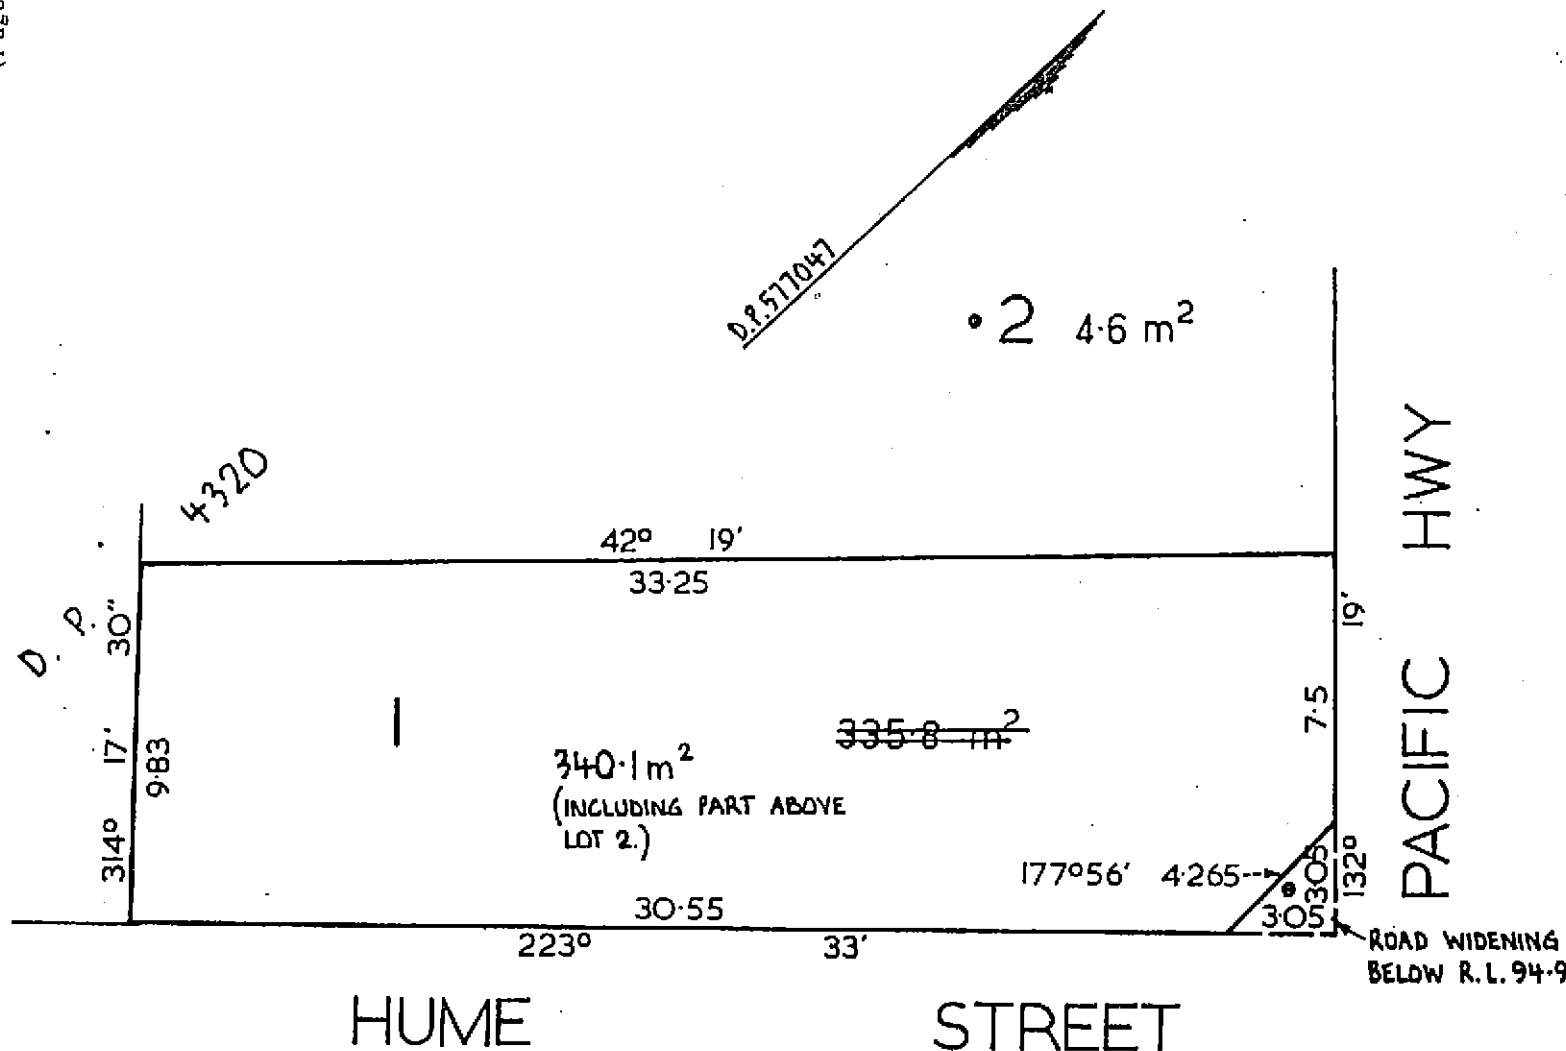 D.P.577047
• 2 4·6 m²
4320
D. P.
42° 19'
33·25
314° 17' 30"
9·83
1
335·8 m²
340·1 m²
(INCLUDING PART ABOVE
LOT 2.)
132° 19'
7·5
PACIFIC HWY
177°56' 4·265
3·05
3·05
30·55
223° 33'
ROAD WIDENING
BELOW R.L. 94·9
HUME STREET